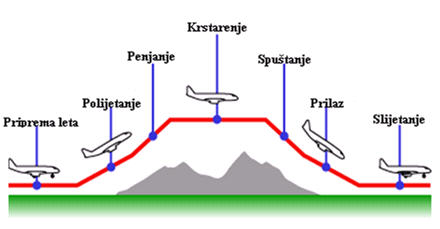 Priprema leta
Polijetanje
Penjanje
Krstarenje
Spuštanje
Prilaz
Slijetanje